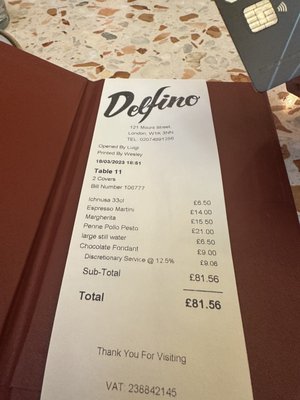 Delfino
121 Mount street
London, W1K 3NN
TEL: 02074991256
Opened By Luigi
Printed By Wesley
18/03/2023 18:51
Table 11
2 Covers
Bill Number 106777
Ichnusa 33cl £6.50
Espresso Martini £14.00
Margherita £15.50
Penne Pollo Pesto £21.00
large still water £6.50
Chocolate Fondant £9.00
Discretionary Service @ 12.5% £9.06
Sub-Total £81.56
Total £81.56
Thank You For Visiting
VAT 238842145